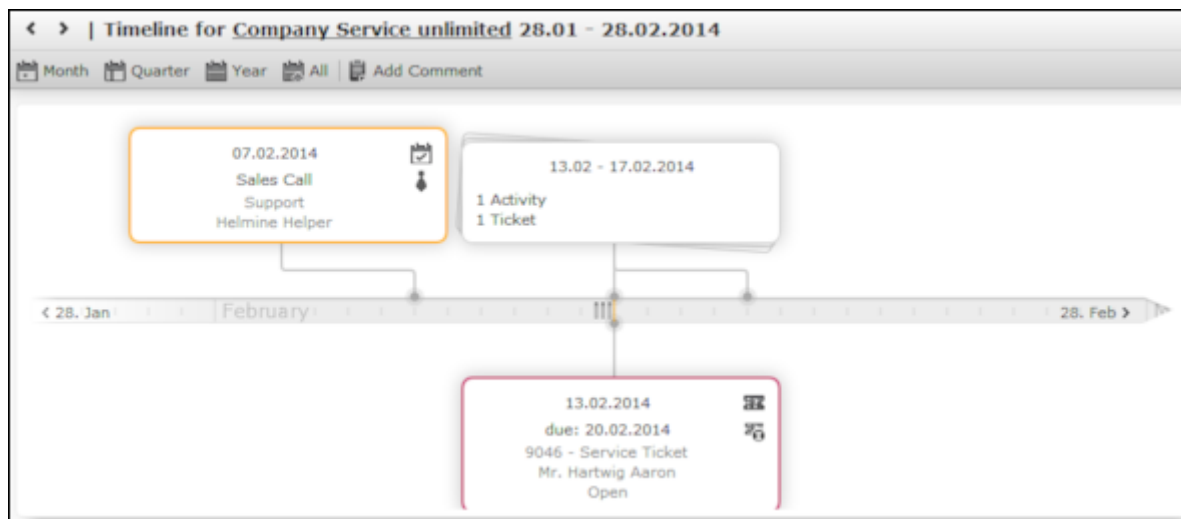 | Timeline for Company Service unlimited 28.01 - 28.02.2014
Month Quarter Year All Add Comment
07.02.2014
Sales Call
Support
Helmine Helper
13.02 - 17.02.2014
1 Activity
1 Ticket
28. Jan February 28. Feb
13.02.2014
due: 20.02.2014
9046 - Service Ticket
Mr. Hartwig Aaron
Open